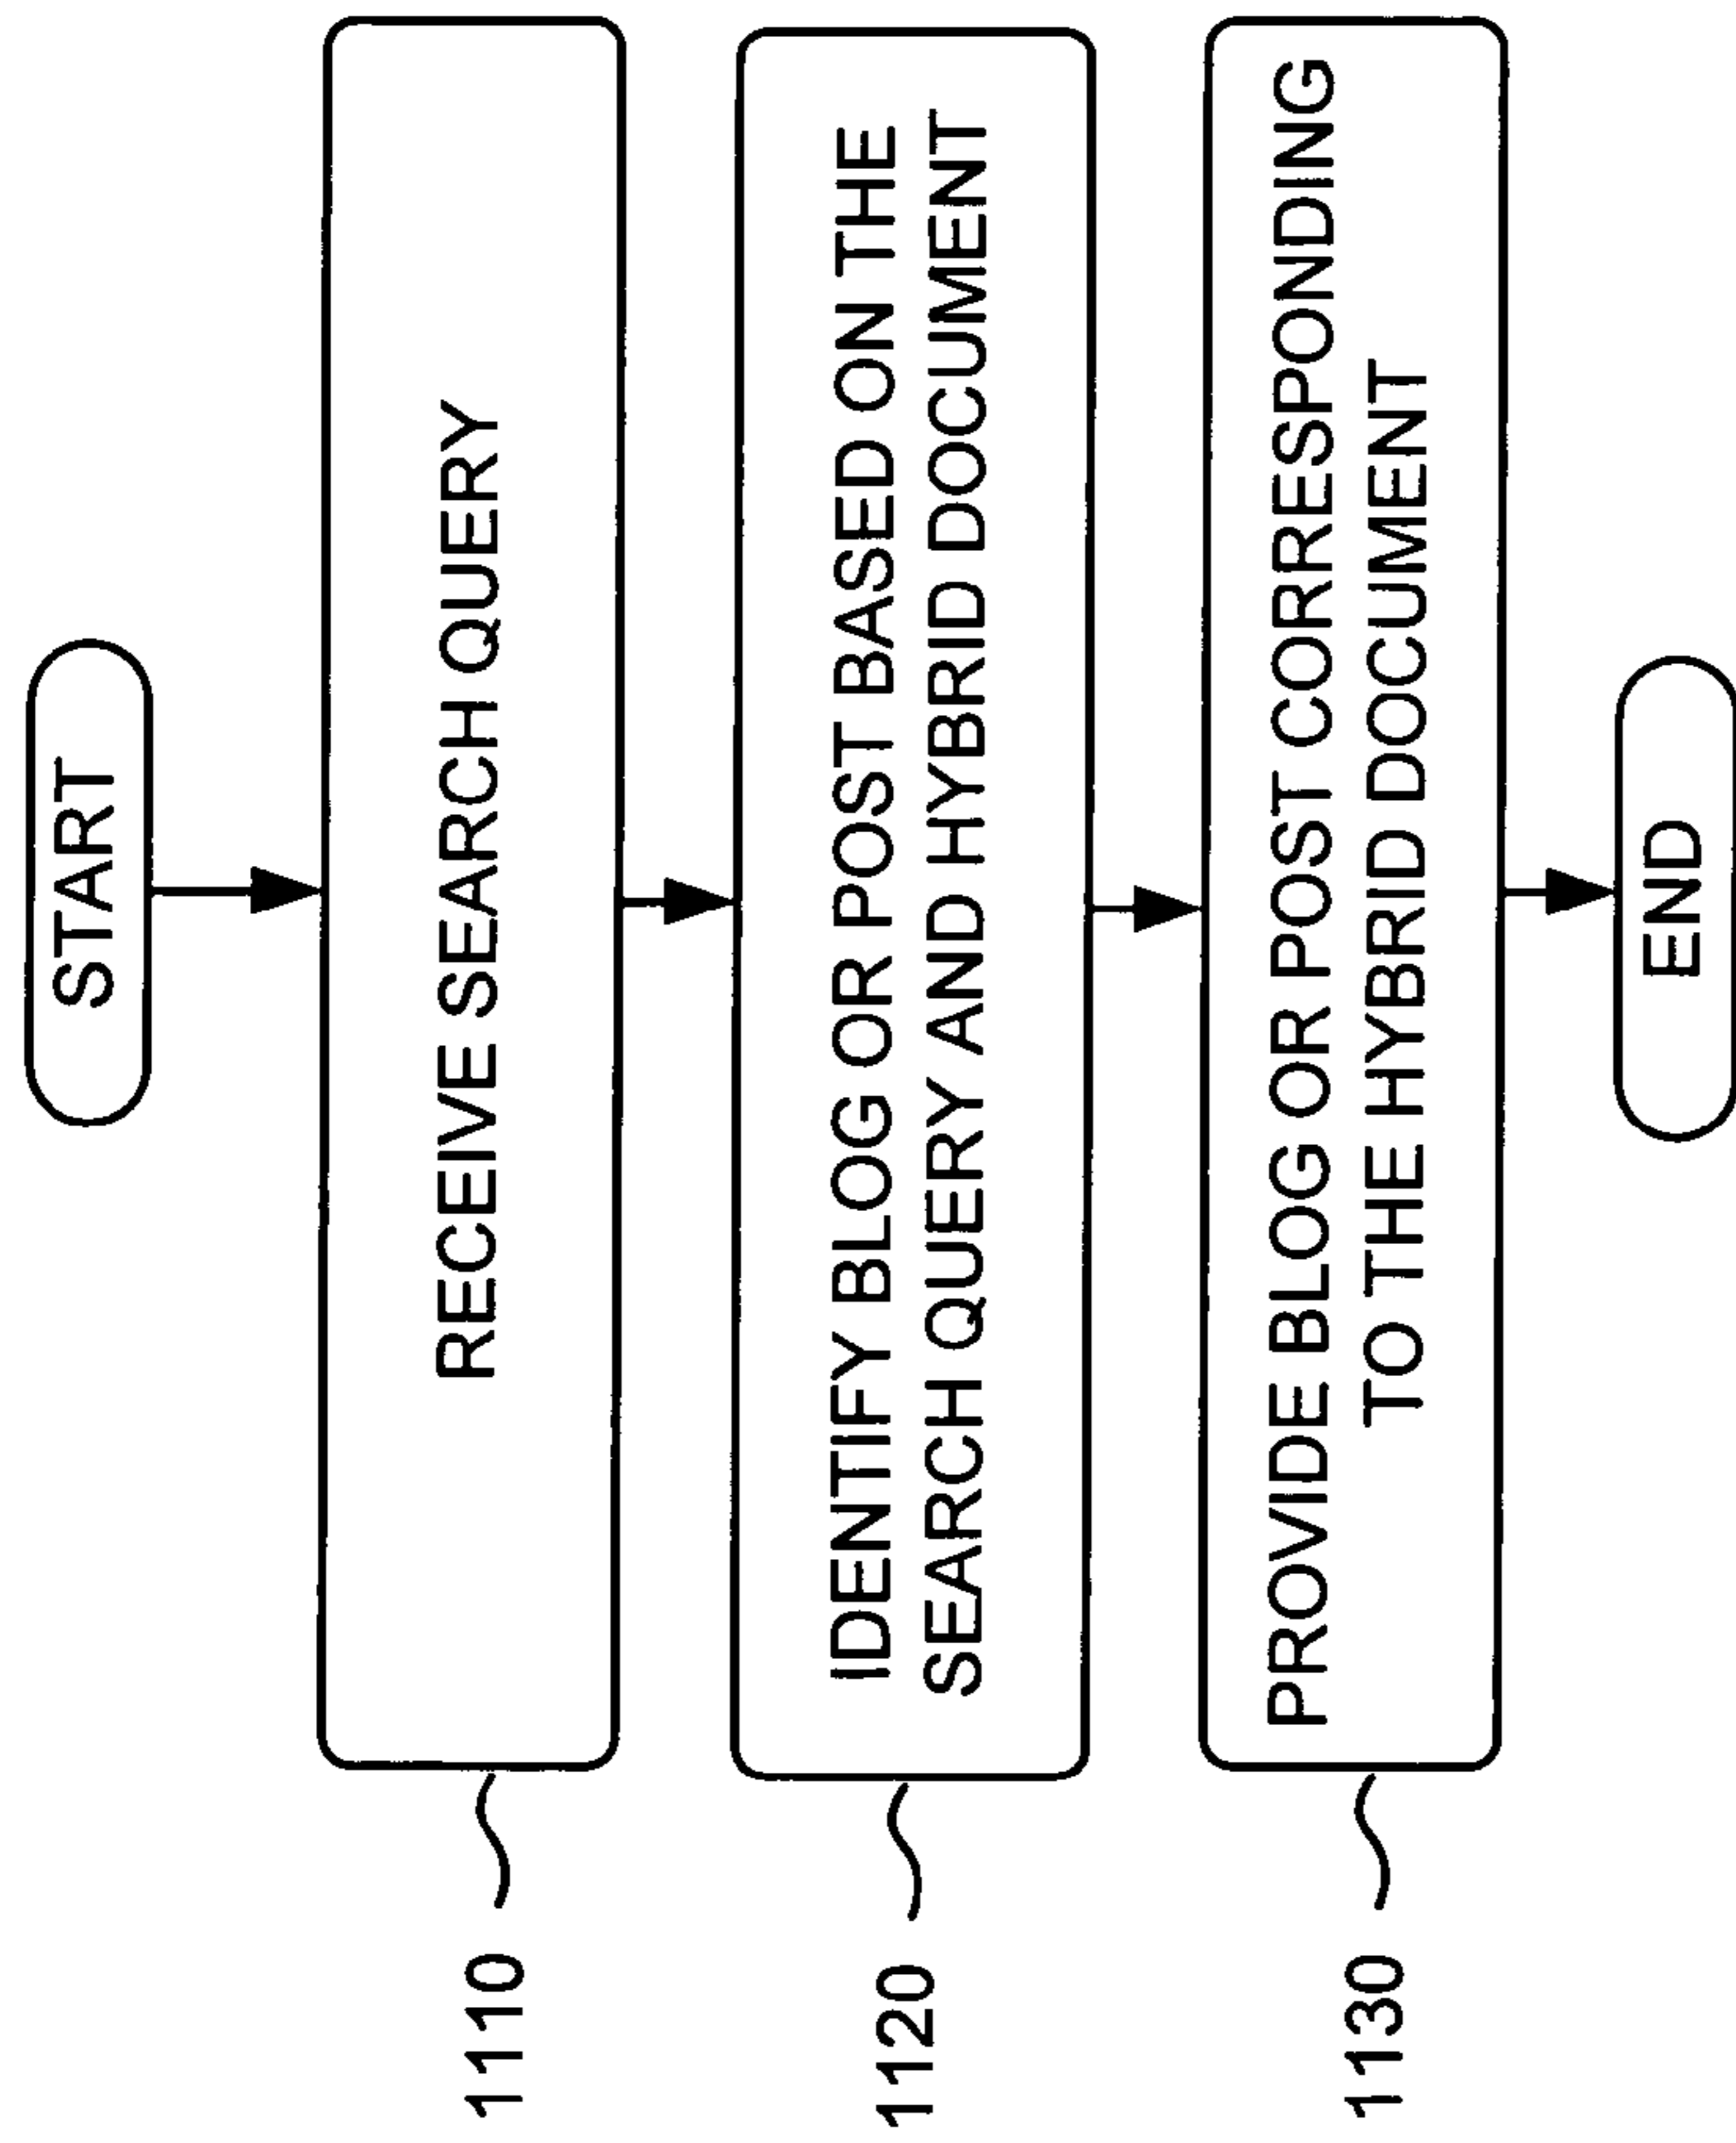 START
1110
RECEIVE SEARCH QUERY
1120
IDENTIFY BLOG OR POST BASED ON THE
SEARCH QUERY AND HYBRID DOCUMENT
1130
PROVIDE BLOG OR POST CORRESPONDING
TO THE HYBRID DOCUMENT
END